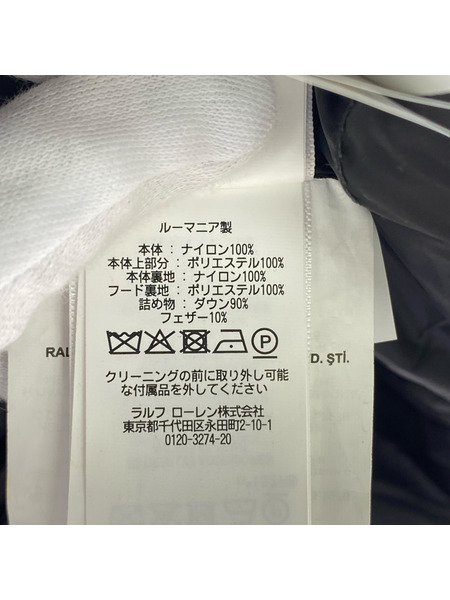 ルーマニア製
本体 : ナイロン100%
本体上部分 : ポリエステル100%
本体裏地 : ナイロン100%
フード裏地 : ポリエステル100%
詰め物 : ダウン90%
フェザー10%
P
クリーニングの前に取り外し可能
な付属品を外してください
ラルフ ローレン株式会社
東京都千代田区永田町2-10-1
0120-3274-20
RAL
D. ŞTİ.